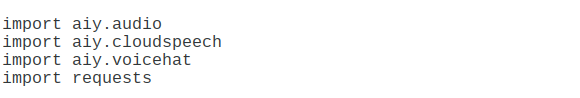 import aiy.audio
import aiy.cloudspeech
import aiy.voicehat
import requests